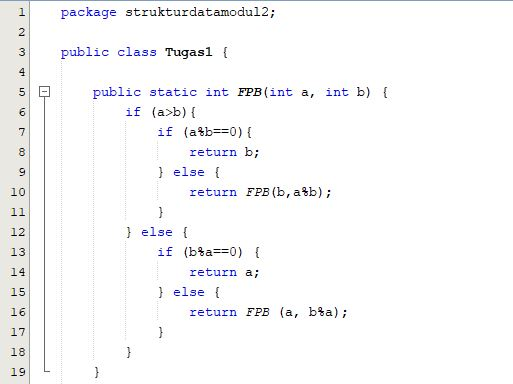 1 package strukturdatamodul2;
2
3 public class Tugas1 {
4
5 public static int FPB(int a, int b) {
6 if (a>b){
7 if (a%b==0){
8 return b;
9 } else {
10 return FPB(b,a%b);
11 }
12 } else {
13 if (b%a==0) {
14 return a;
15 } else {
16 return FPB (a, b%a);
17 }
18 }
19 }